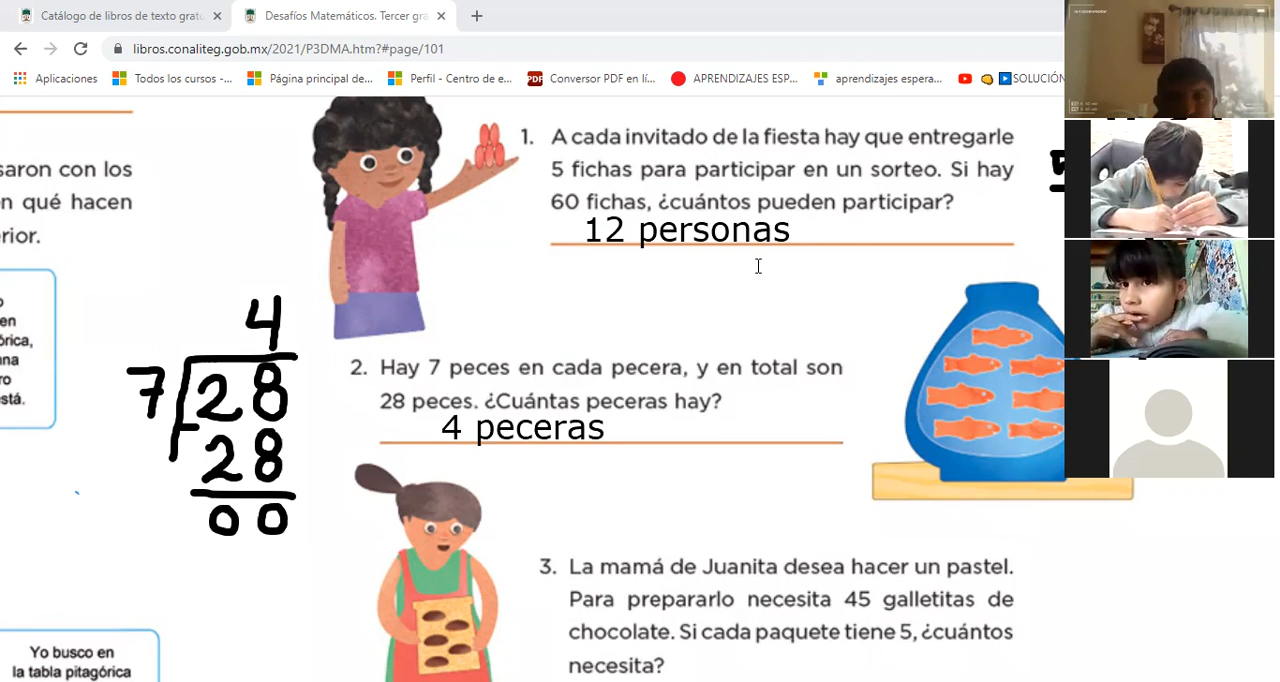 Catálogo de libros de texto grat
Desafíos Matemáticos. Tercer gra
libros.conaliteg.gob.mx/2021/P3DMA.htm?#page/101
Aplicaciones
Todos los cursos -...
Página principal de...
Perfil - Centro de e...
PDF
Conversor PDF en lí...
APRENDIZAJES ESP...
aprendizajes espera...
SOLUCIÓN
saron con los
n qué hacen
rior.
o
en
órica,
na
ro
stá.
1. A cada invitado de la fiesta hay que entregarle
5 fichas para participar en un sorteo. Si hay
60 fichas, ¿cuántos pueden participar?
12 personas
4
7 28
28
00
2. Hay 7 peces en cada pecera, y en total son
28 peces. ¿Cuántas peceras hay?
4 peceras
3. La mamá de Juanita desea hacer un pastel.
Para prepararlo necesita 45 galletitas de
chocolate. Si cada paquete tiene 5, ¿cuántos
necesita?
Yo busco en
la tabla pitagórica